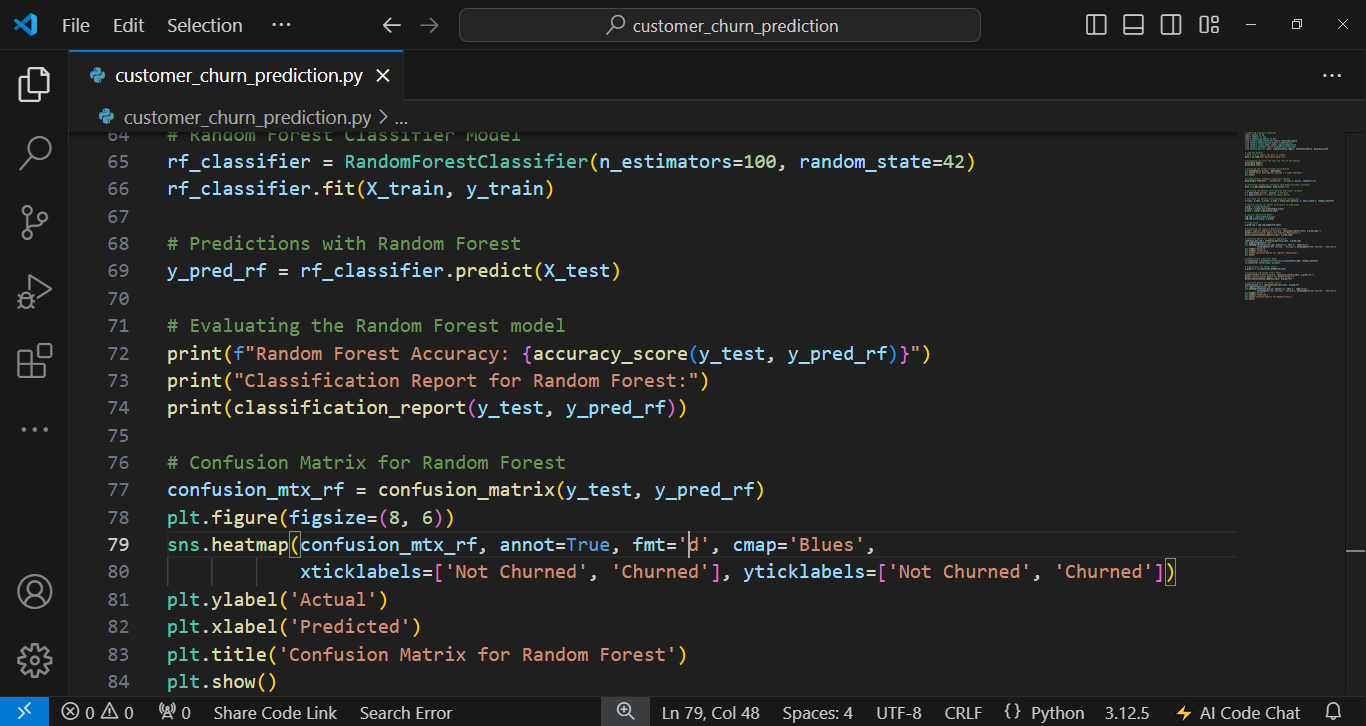 File Edit Selection ··· customer_churn_prediction
customer_churn_prediction.py
customer_churn_prediction.py > ...
64 # Random Forest Classifier Model
65 rf_classifier = RandomForestClassifier(n_estimators=100, random_state=42)
66 rf_classifier.fit(X_train, y_train)
67
68 # Predictions with Random Forest
69 y_pred_rf = rf_classifier.predict(X_test)
70
71 # Evaluating the Random Forest model
72 print(f"Random Forest Accuracy: {accuracy_score(y_test, y_pred_rf)}")
73 print("Classification Report for Random Forest:")
74 print(classification_report(y_test, y_pred_rf))
75
76 # Confusion Matrix for Random Forest
77 confusion_mtx_rf = confusion_matrix(y_test, y_pred_rf)
78 plt.figure(figsize=(8, 6))
79 sns.heatmap(confusion_mtx_rf, annot=True, fmt='d', cmap='Blues',
80 xticklabels=['Not Churned', 'Churned'], yticklabels=['Not Churned', 'Churned'])
81 plt.ylabel('Actual')
82 plt.xlabel('Predicted')
83 plt.title('Confusion Matrix for Random Forest')
84 plt.show()
0 0 0 Share Code Link Search Error Ln 79, Col 48 Spaces: 4 UTF-8 CRLF {} Python 3.12.5 AI Code Chat